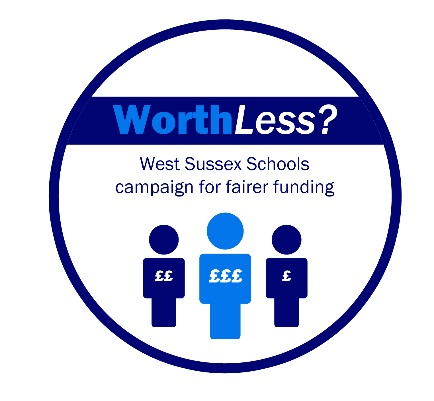 WorthLess?
West Sussex Schools
campaign for fairer funding
££ £££ £